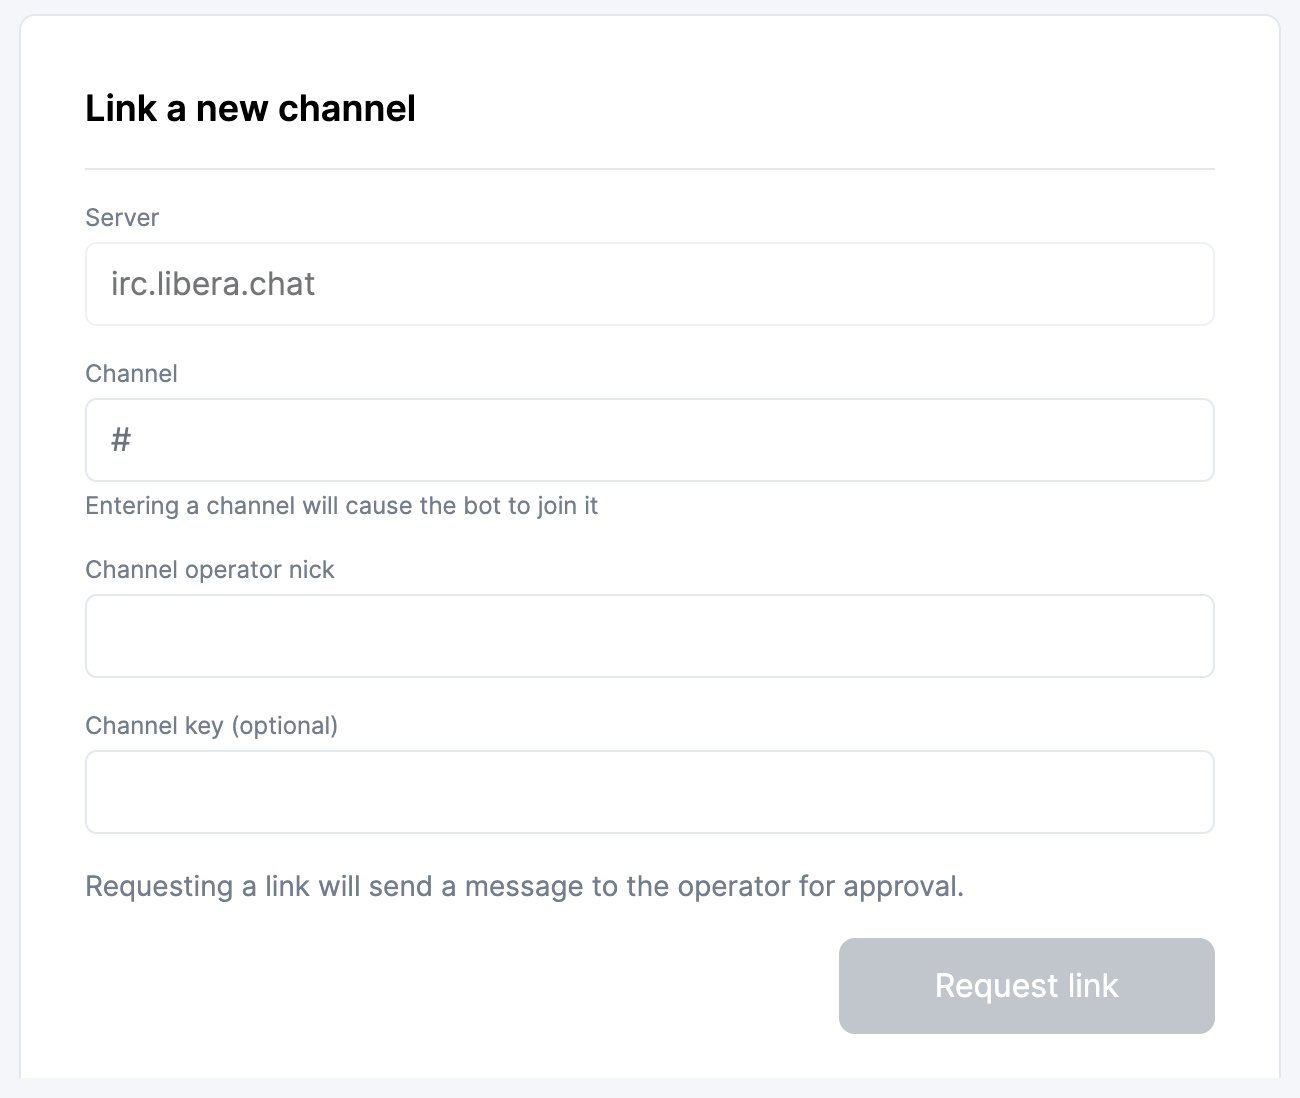 Link a new channel
Server
irc.libera.chat
Channel
#
Entering a channel will cause the bot to join it
Channel operator nick
Channel key (optional)
Requesting a link will send a message to the operator for approval.
Request link